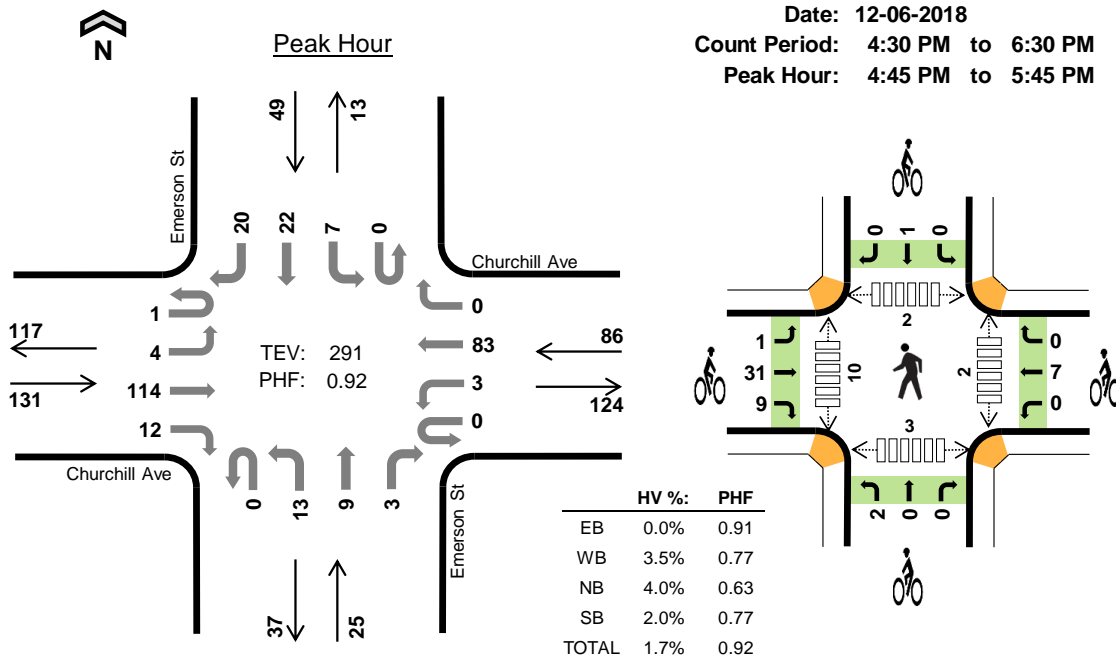 Date: 12-06-2018
Count Period: 4:30 PM to 6:30 PM
Peak Hour: 4:45 PM to 5:45 PM
N
Peak Hour
49
13
Emerson St
20
22
7
0
Churchill Ave
1
4
114
12
117
131
TEV: 291
PHF: 0.92
0
83
3
0
86
124
Churchill Ave
0
13
9
3
Emerson St
37
25
0
1
0
2
1
31
9
10
2
0
7
0
3
2
0
0
HV %: PHF
EB 0.0% 0.91
WB 3.5% 0.77
NB 4.0% 0.63
SB 2.0% 0.77
TOTAL 1.7% 0.92